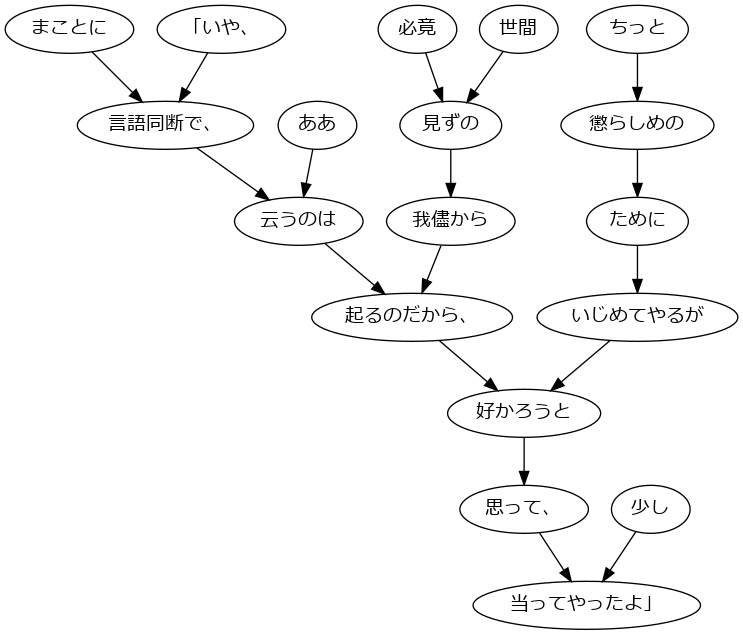 まことに
「いや、
必竟
世間
ちっと
言語同断で、
ああ
見ずの
懲らしめの
云うのは
我儘から
ために
起るのだから、
いじめてやるが
好かろうと
思って、
少し
当ってやったよ」